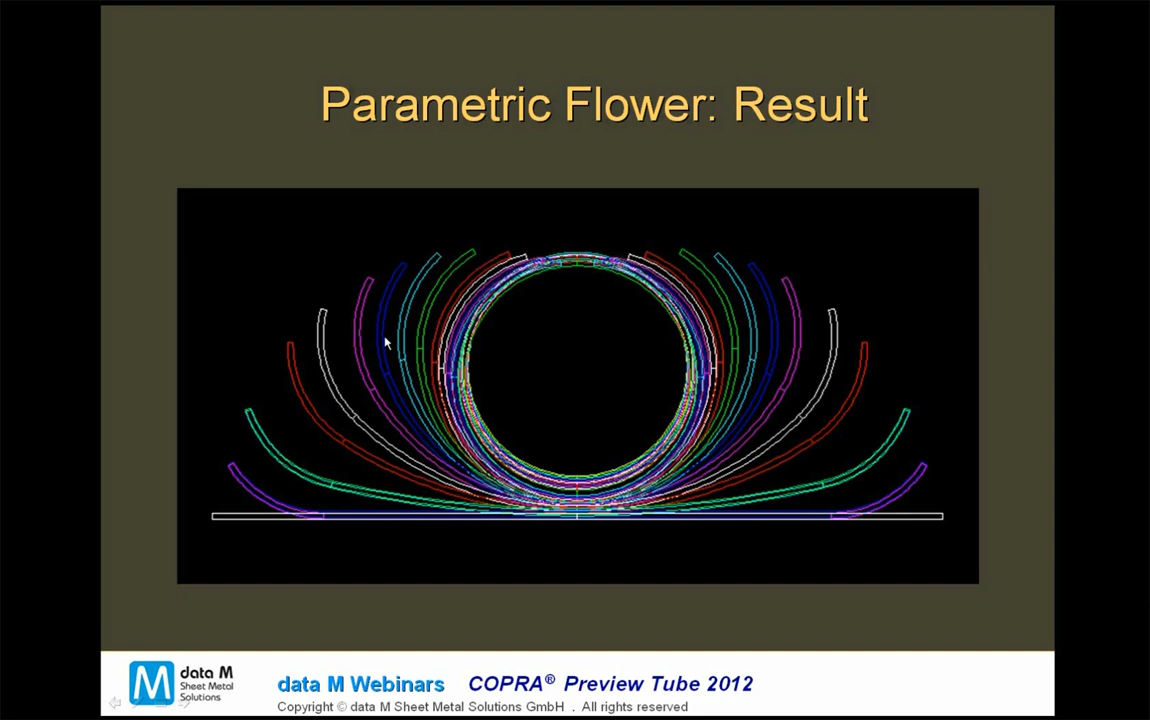 Parametric Flower: Result
M data M
Sheet Metal
Solutions
data M Webinars COPRA® Preview Tube 2012
Copyright © data M Sheet Metal Solutions GmbH . All rights reserved